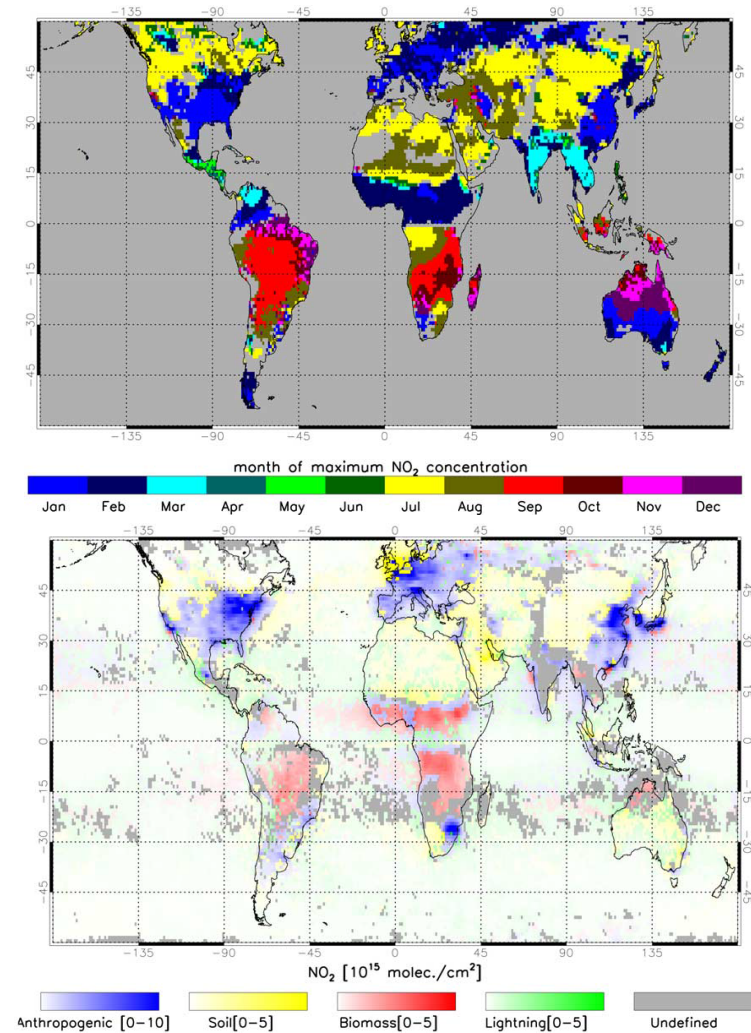 −135 −90 −45 0 45 90 135
45 45
30 30
15 15
0 0
−15 −15
−30 −30
−45 −45
−135 −90 −45 0 45 90 135
month of maximum NO2 concentration
Jan Feb Mar Apr May Jun Jul Aug Sep Oct Nov Dec
−135 −90 −45 0 45 90 135
45 45
30 30
15 15
0 0
−15 −15
−30 −30
−45 −45
−135 −90 −45 0 45 90 135
NO2 [10^15 molec./cm^2]
Anthropogenic [0−10] Soil[0−5] Biomass[0−5] Lightning[0−5] Undefined